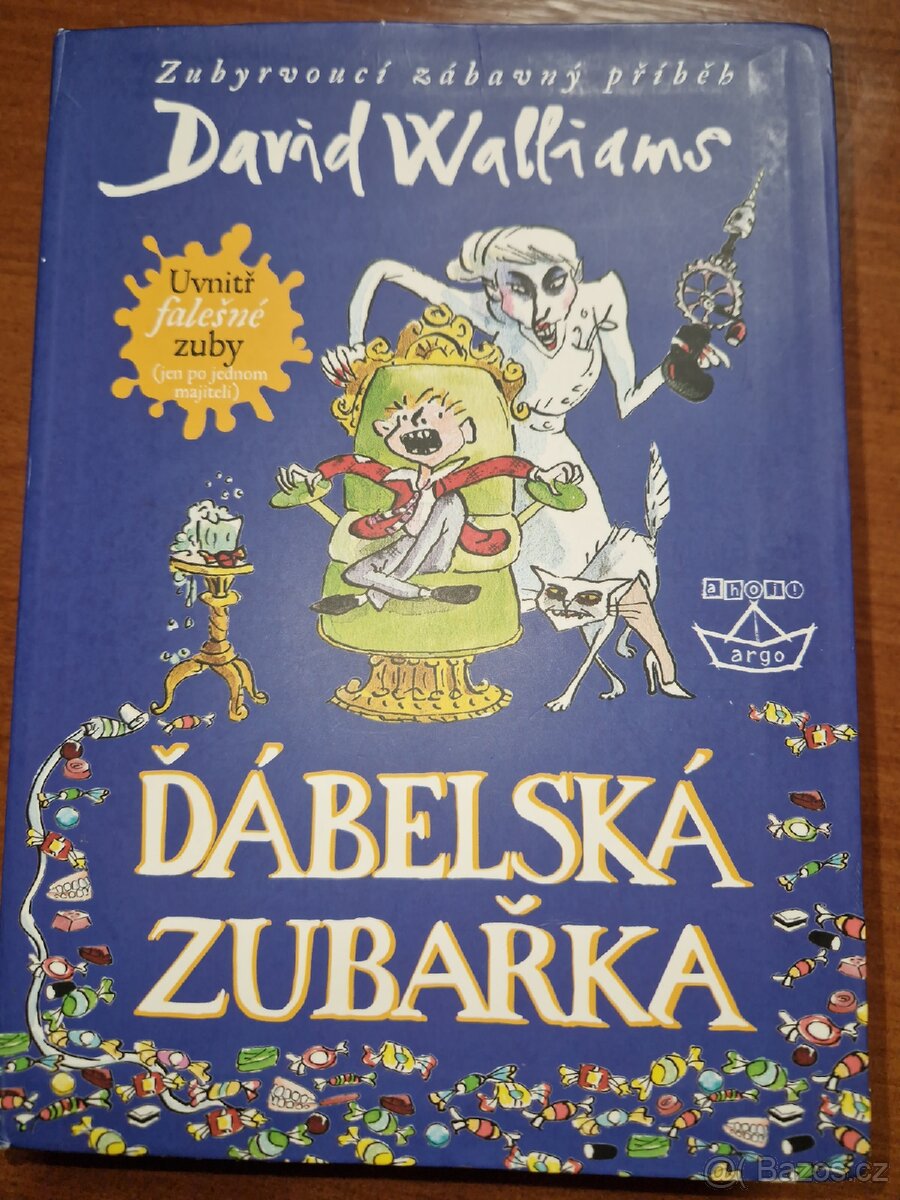 Zubyrvoucí zábavný příběh
David Walliams
Uvnitř
falešné
zuby
(jen po jednom
majiteli)
ahoj!
argo
ĎÁBELSKÁ
ZUBAŘKA
@ Bazos.cz